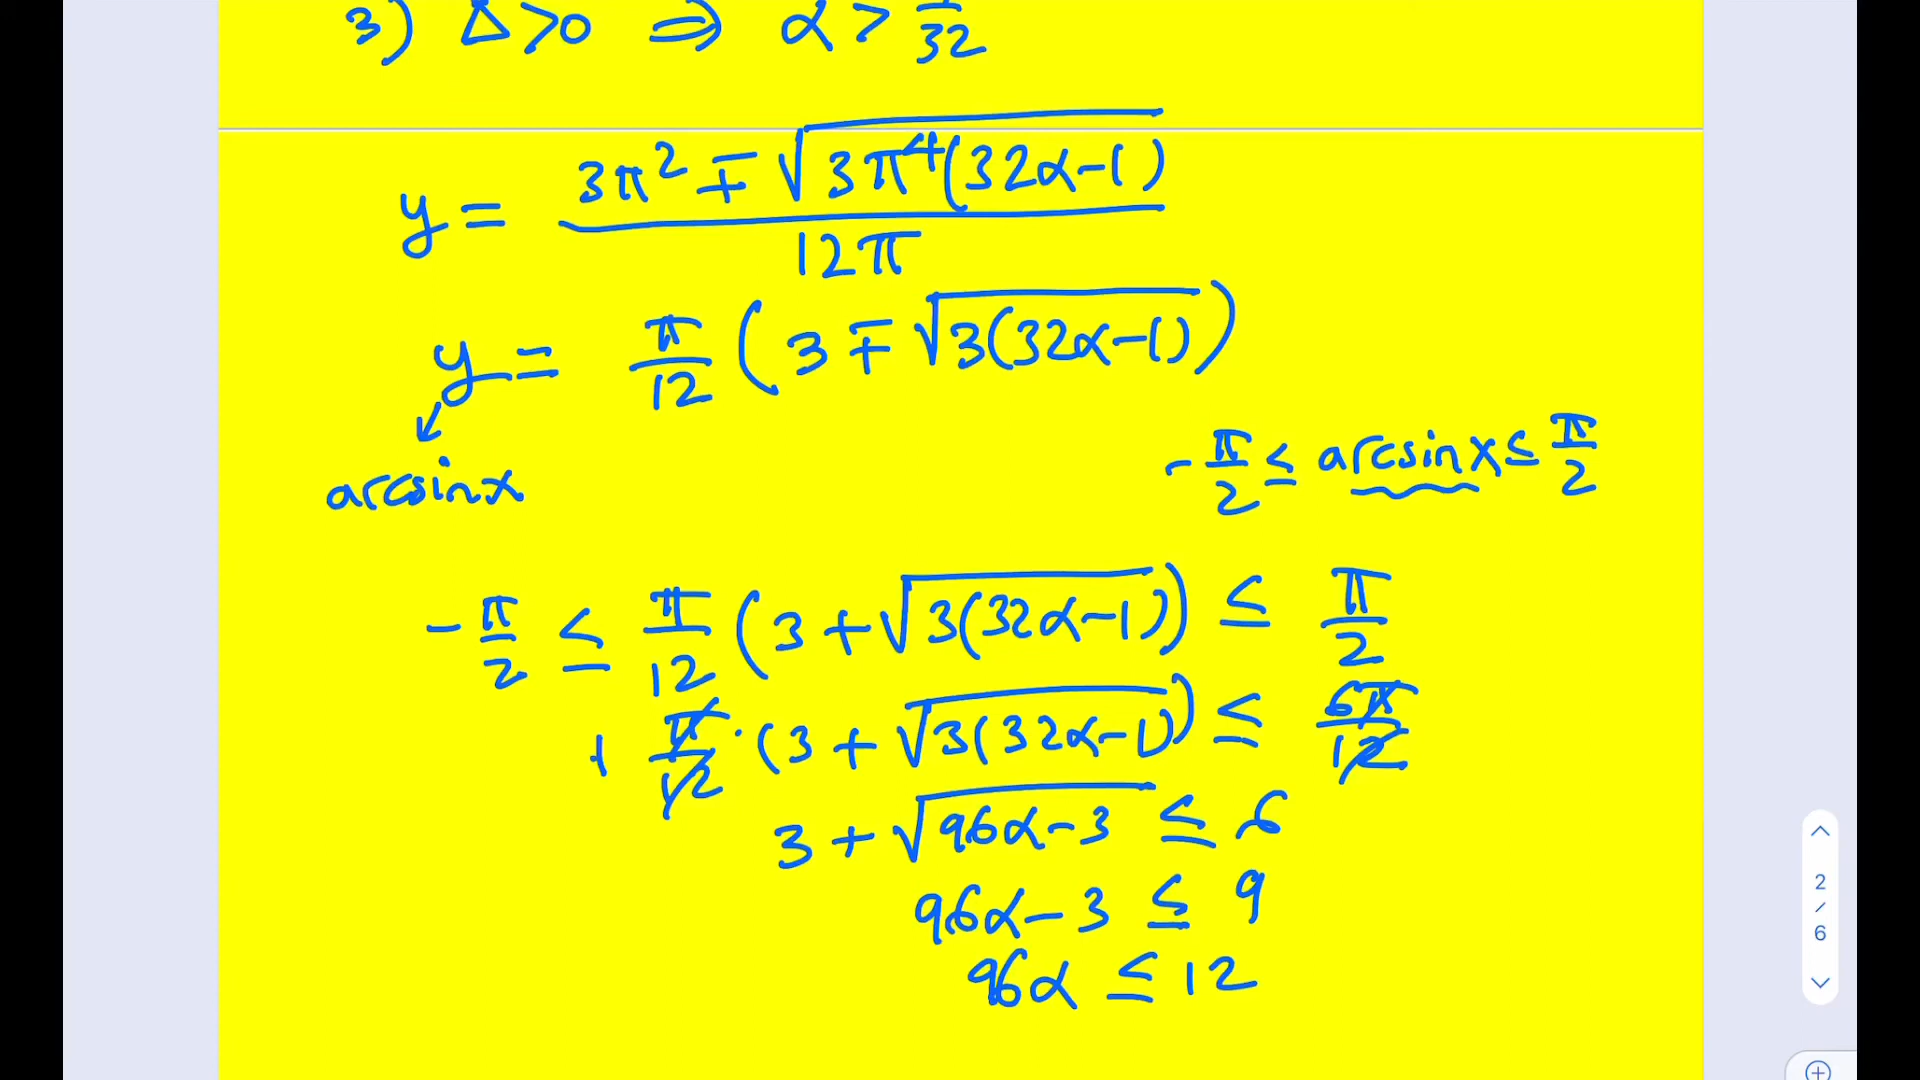 3) Δ>0 ⇒ α > 1/32
y = (3π² ∓ √(3π⁴(32α-1))) / 12π
y = π/12 (3 ∓ √(3(32α-1)))
arcsinx
-π/2 ≤ arcsinx ≤ π/2
-π/2 ≤ π/12 (3 + √(3(32α-1))) ≤ π/2
1 π/12 · (3 + √(3(32α-1))) ≤ 6π/12
3 + √(96α-3) ≤ 6
96α-3 ≤ 9
96α ≤ 12
2
/
6